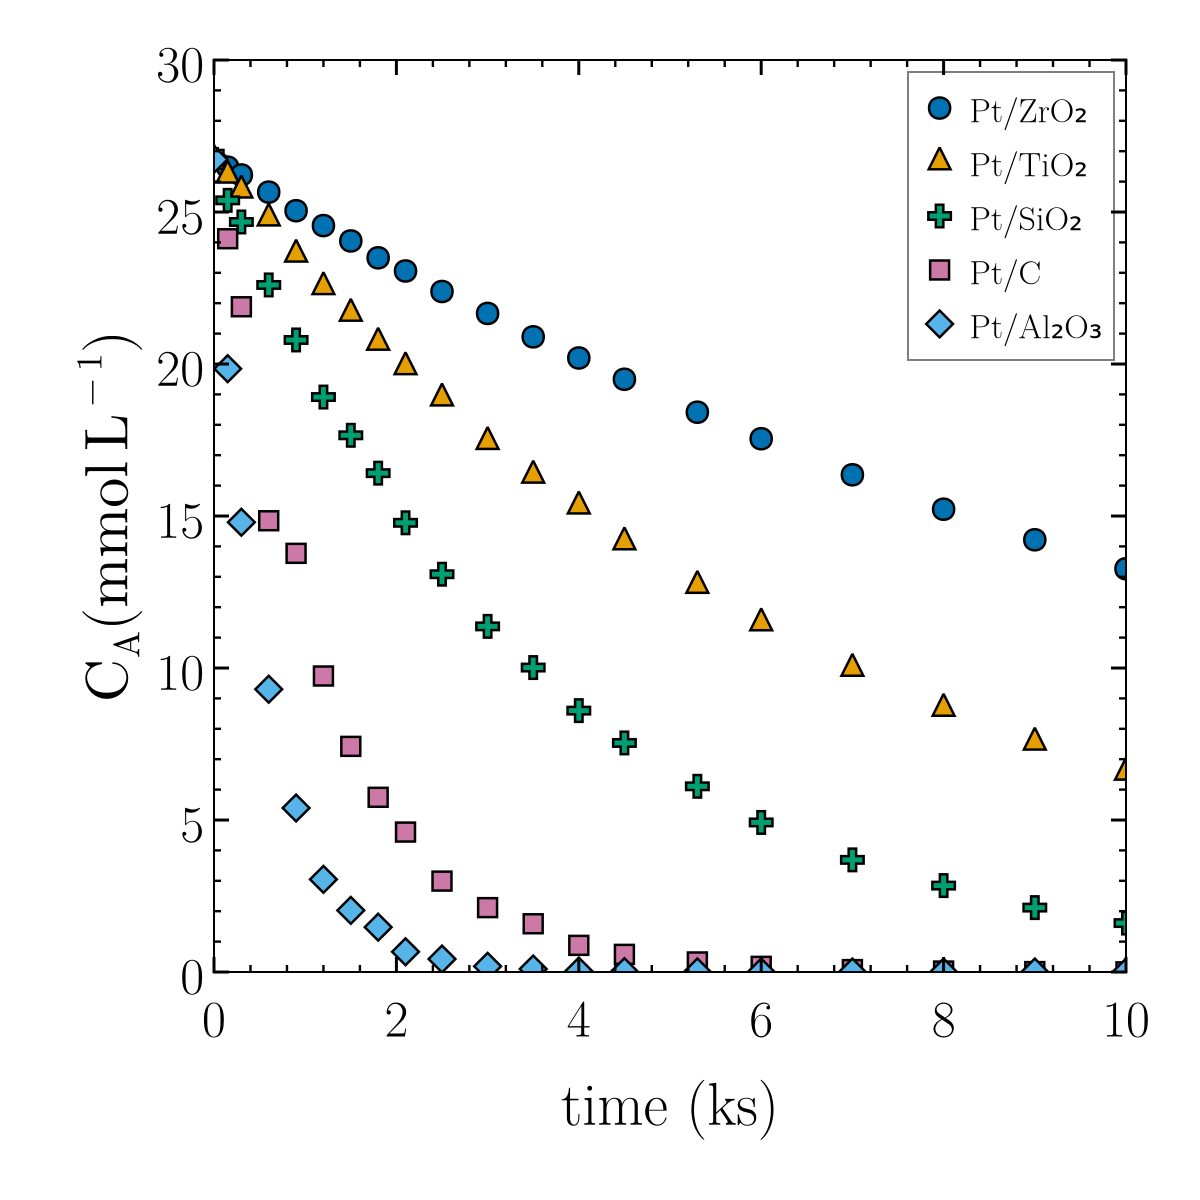 30
25
20
15
10
5
0
0 2 4 6 8 10
C_A (mmol L⁻¹)
time (ks)
Pt/ZrO₂
Pt/TiO₂
Pt/SiO₂
Pt/C
Pt/Al₂O₃